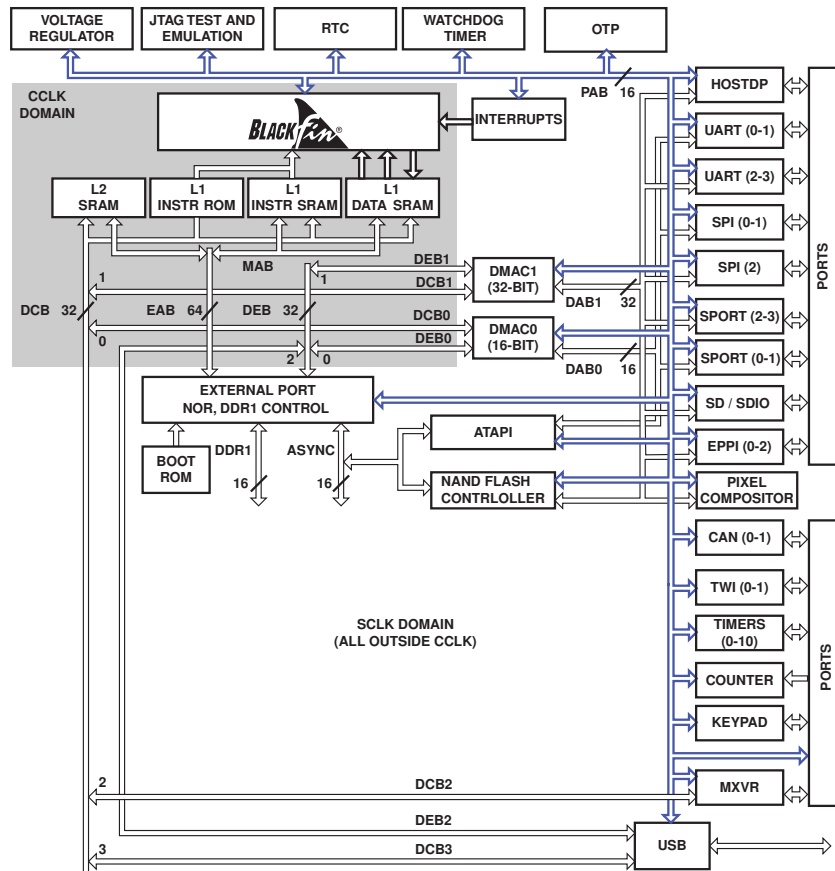 VOLTAGE
REGULATOR
JTAG TEST AND
EMULATION
RTC
WATCHDOG
TIMER
OTP
PAB 16
CCLK
DOMAIN
BLACKfin®
INTERRUPTS
HOSTDP
UART (0-1)
UART (2-3)
L2
SRAM
L1
INSTR ROM
L1
INSTR SRAM
L1
DATA SRAM
SPI (0-1)
SPI (2)
PORTS
MAB
DEB1
1
DCB1
1
DMAC1
(32-BIT)
DAB1 32
DCB 32
EAB 64
DEB 32
DCB0
0
DEB0
2 0
DMAC0
(16-BIT)
DAB0 16
SPORT (2-3)
SPORT (0-1)
EXTERNAL PORT
NOR, DDR1 CONTROL
SD / SDIO
BOOT
ROM
DDR1
16
ASYNC
16
ATAPI
EPPI (0-2)
NAND FLASH
CONTRLOLLER
PIXEL
COMPOSITOR
CAN (0-1)
TWI (0-1)
SCLK DOMAIN
(ALL OUTSIDE CCLK)
TIMERS
(0-10)
COUNTER
KEYPAD
PORTS
2
DCB2
MXVR
DEB2
3
DCB3
USB